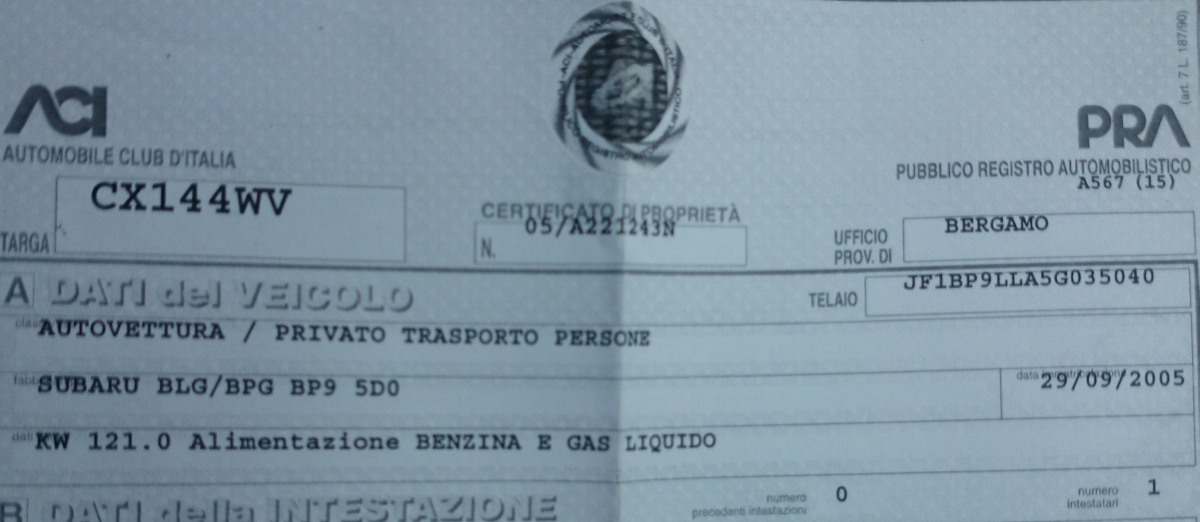 (art. 7 L. 187/90)
ACI
AUTOMOBILE CLUB D'ITALIA
PRA
PUBBLICO REGISTRO AUTOMOBILISTICO
A567 (15)
TARGA CX144WV
CERTIFICATO DI PROPRIETÀ
N. 05/A221243N
UFFICIO PROV. DI BERGAMO
A DATI del VEICOLO
TELAIO JF1BP9LLA5G035040
AUTOVETTURA / PRIVATO TRASPORTO PERSONE
SUBARU BLG/BPG BP9 5D0
data immatricolazione 29/09/2005
dati KW 121.0 Alimentazione BENZINA E GAS LIQUIDO
B DATI della INTESTAZIONE
numero precedenti intestazioni 0
numero intestatari 1